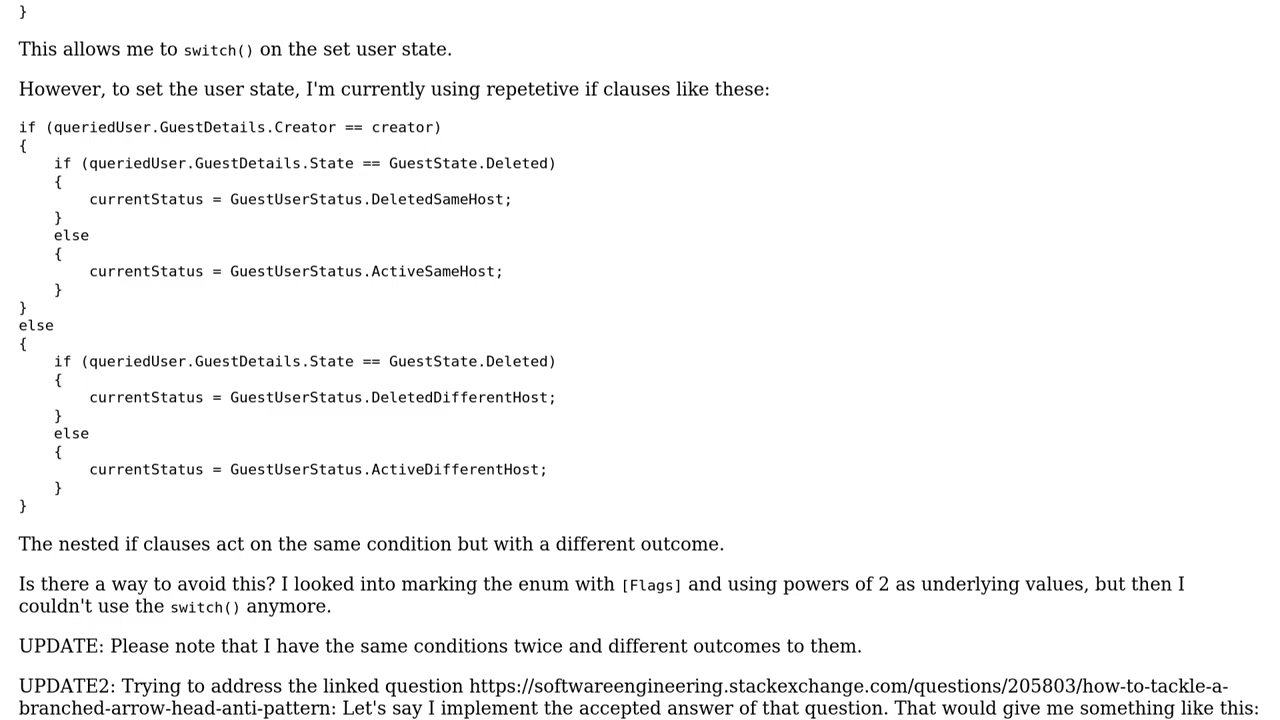 }
This allows me to switch() on the set user state.
However, to set the user state, I'm currently using repetetive if clauses like these:
if (queriedUser.GuestDetails.Creator == creator)
{
    if (queriedUser.GuestDetails.State == GuestState.Deleted)
    {
        currentStatus = GuestUserStatus.DeletedSameHost;
    }
    else
    {
        currentStatus = GuestUserStatus.ActiveSameHost;
    }
}
else
{
    if (queriedUser.GuestDetails.State == GuestState.Deleted)
    {
        currentStatus = GuestUserStatus.DeletedDifferentHost;
    }
    else
    {
        currentStatus = GuestUserStatus.ActiveDifferentHost;
    }
}
The nested if clauses act on the same condition but with a different outcome.
Is there a way to avoid this? I looked into marking the enum with [Flags] and using powers of 2 as underlying values, but then I
couldn't use the switch() anymore.
UPDATE: Please note that I have the same conditions twice and different outcomes to them.
UPDATE2: Trying to address the linked question https://softwareengineering.stackexchange.com/questions/205803/how-to-tackle-a-
branched-arrow-head-anti-pattern: Let's say I implement the accepted answer of that question. That would give me something like this: